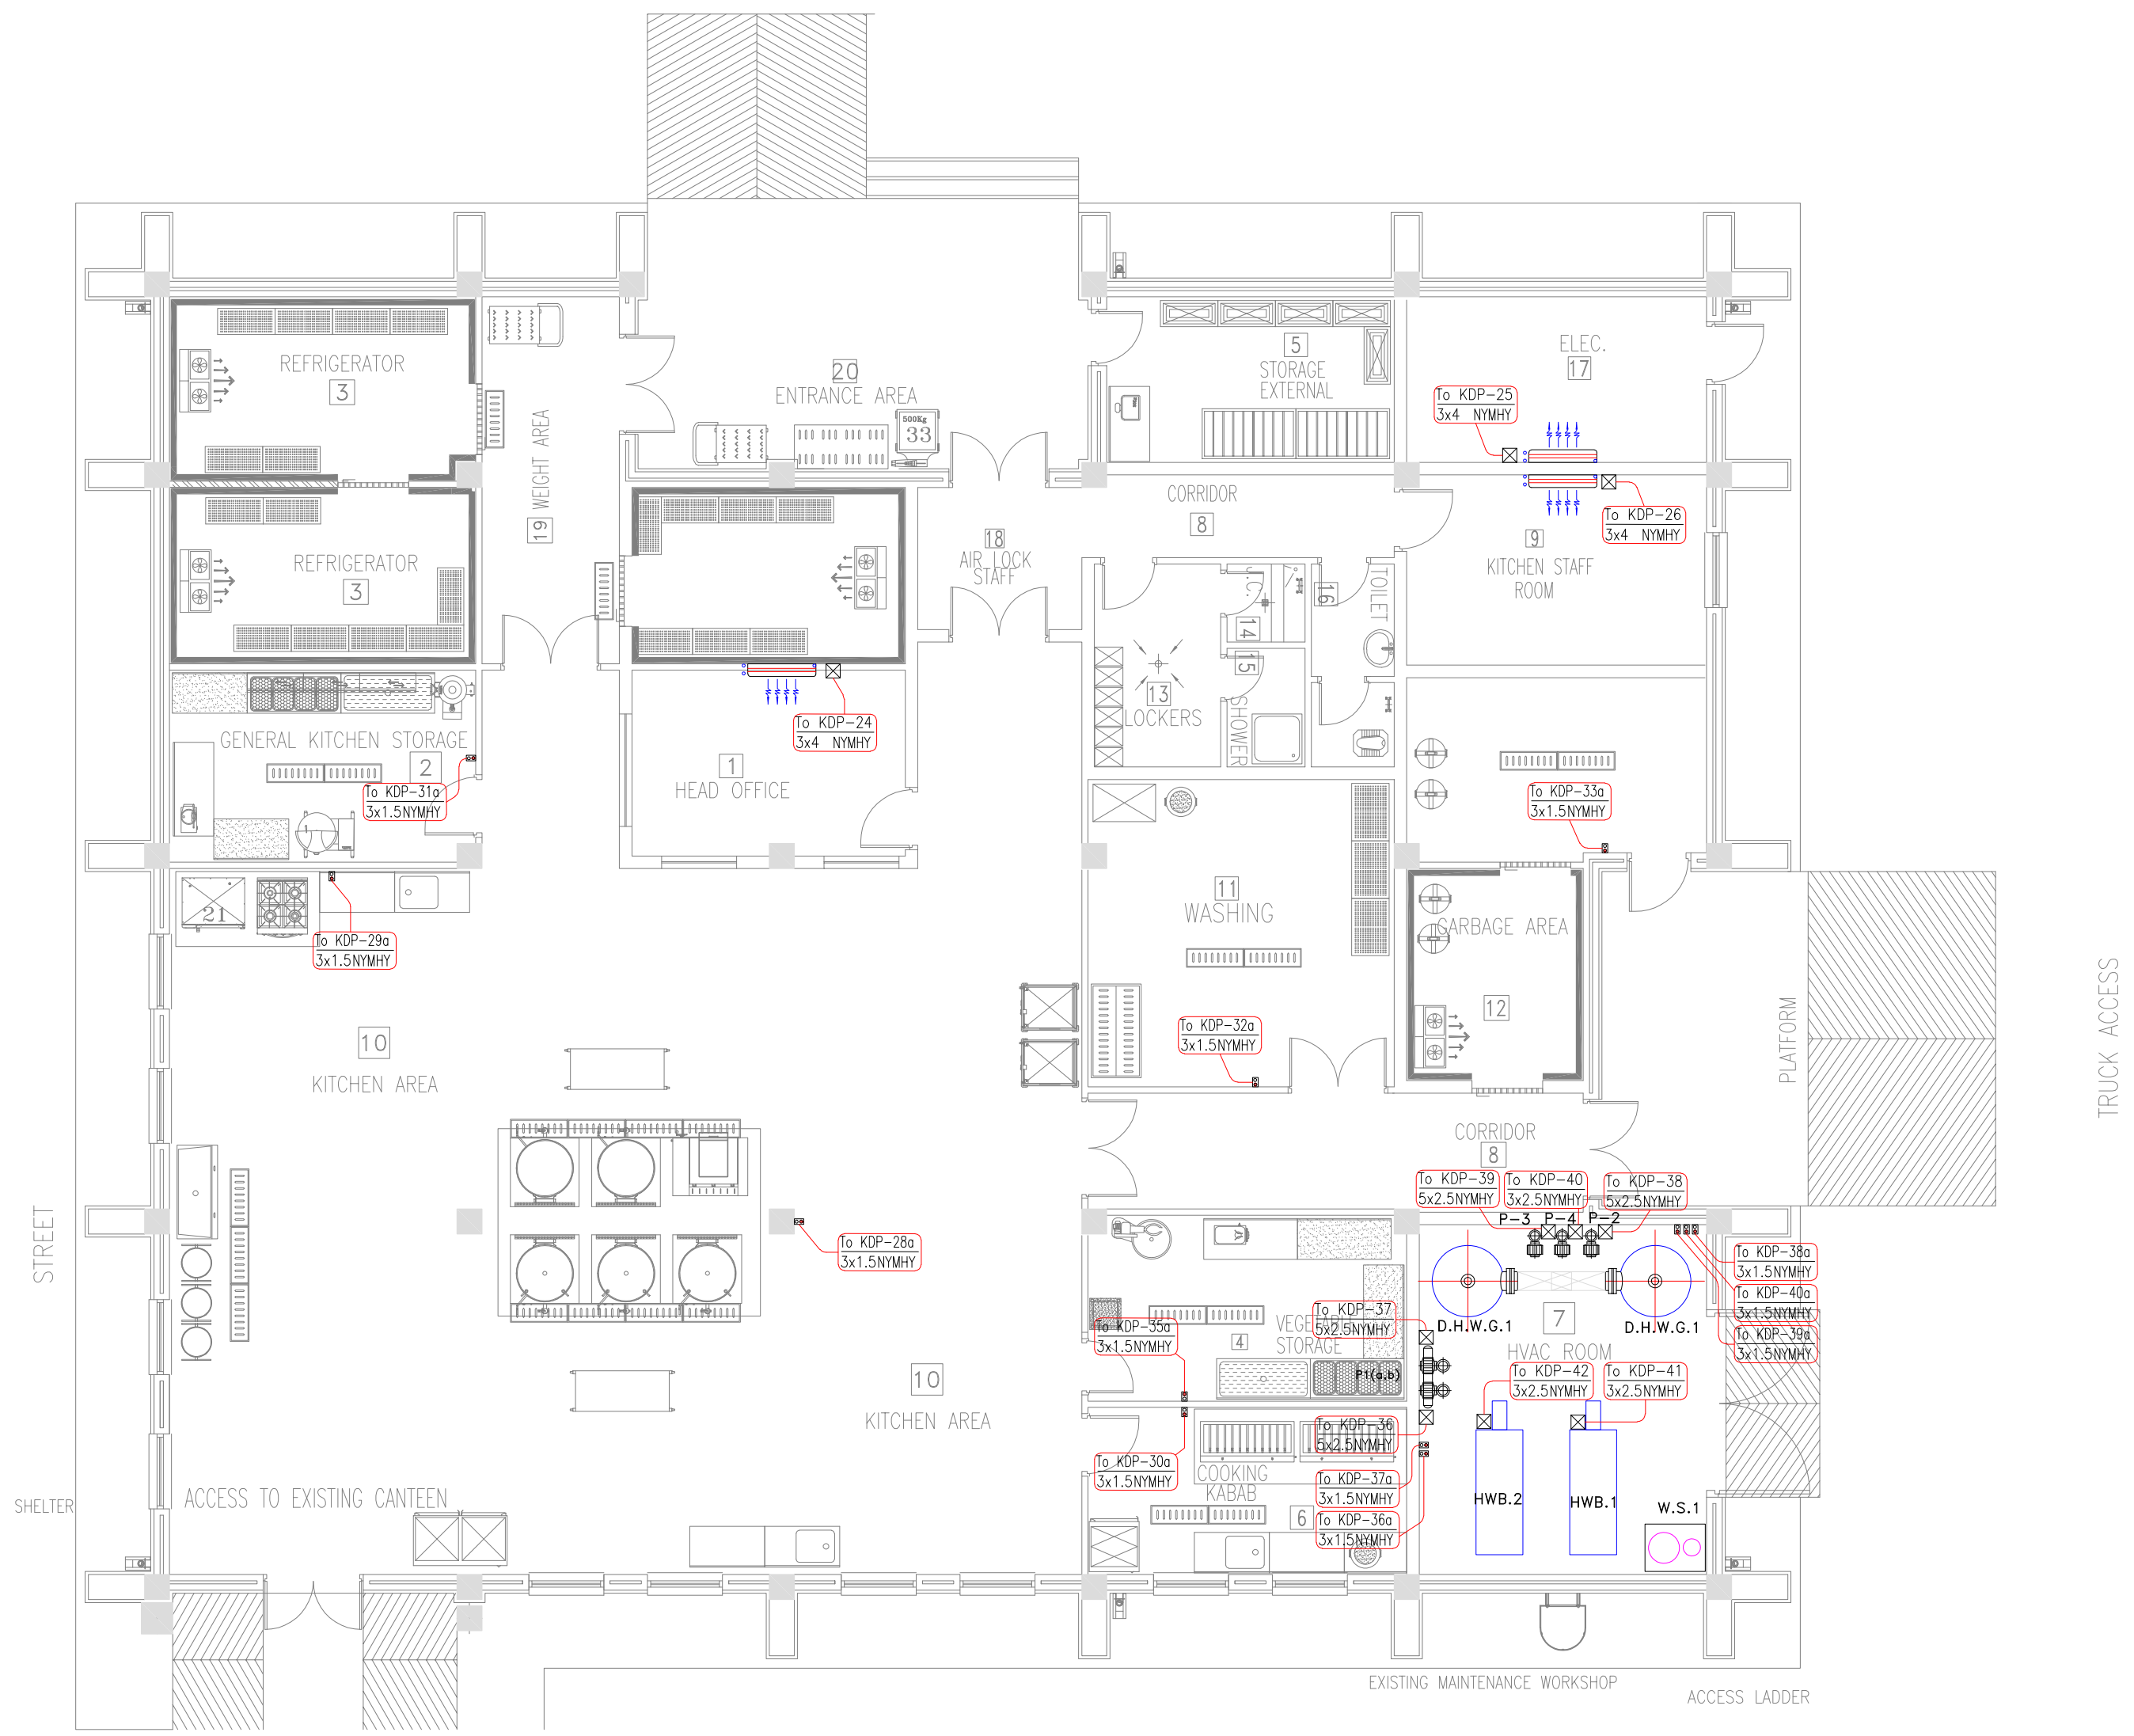 REFRIGERATOR
3
19 WEIGHT AREA
20
ENTRANCE AREA
500Kg
33
5
STORAGE
EXTERNAL
ELEC.
17
To KDP-25
3x4 NYMHY
CORRIDOR
8
To KDP-26
3x4 NYMHY
9
KITCHEN STAFF
ROOM
18
AIR LOCK
STAFF
REFRIGERATOR
3
16
TOILET
14
15
SHOWER
13
LOCKERS
GENERAL KITCHEN STORAGE
2
To KDP-31a
3x1.5NYMHY
To KDP-24
3x4 NYMHY
1
HEAD OFFICE
To KDP-33a
3x1.5NYMHY
21
To KDP-29a
3x1.5NYMHY
11
WASHING
GARBAGE AREA
12
To KDP-32a
3x1.5NYMHY
PLATFORM
TRUCK ACCESS
10
KITCHEN AREA
CORRIDOR
8
To KDP-39
5x2.5NYMHY
To KDP-40
3x2.5NYMHY
To KDP-38
5x2.5NYMHY
P-3
P-4
P-2
STREET
To KDP-28a
3x1.5NYMHY
To KDP-38a
3x1.5NYMHY
To KDP-40a
3x1.5NYMHY
To KDP-39a
3x1.5NYMHY
To KDP-37
5x2.5NYMHY
To KDP-35a
3x1.5NYMHY
4
STORAGE
P1(a,b)
D.H.W.G.1
D.H.W.G.1
7
HVAC ROOM
To KDP-42
3x2.5NYMHY
To KDP-41
3x2.5NYMHY
10
KITCHEN AREA
To KDP-36
5x2.5NYMHY
To KDP-30a
3x1.5NYMHY
COOKING
KABAB
6
To KDP-37a
3x1.5NYMHY
To KDP-36a
3x1.5NYMHY
HWB.2
HWB.1
W.S.1
ACCESS TO EXISTING CANTEEN
SHELTER
EXISTING MAINTENANCE WORKSHOP
ACCESS LADDER